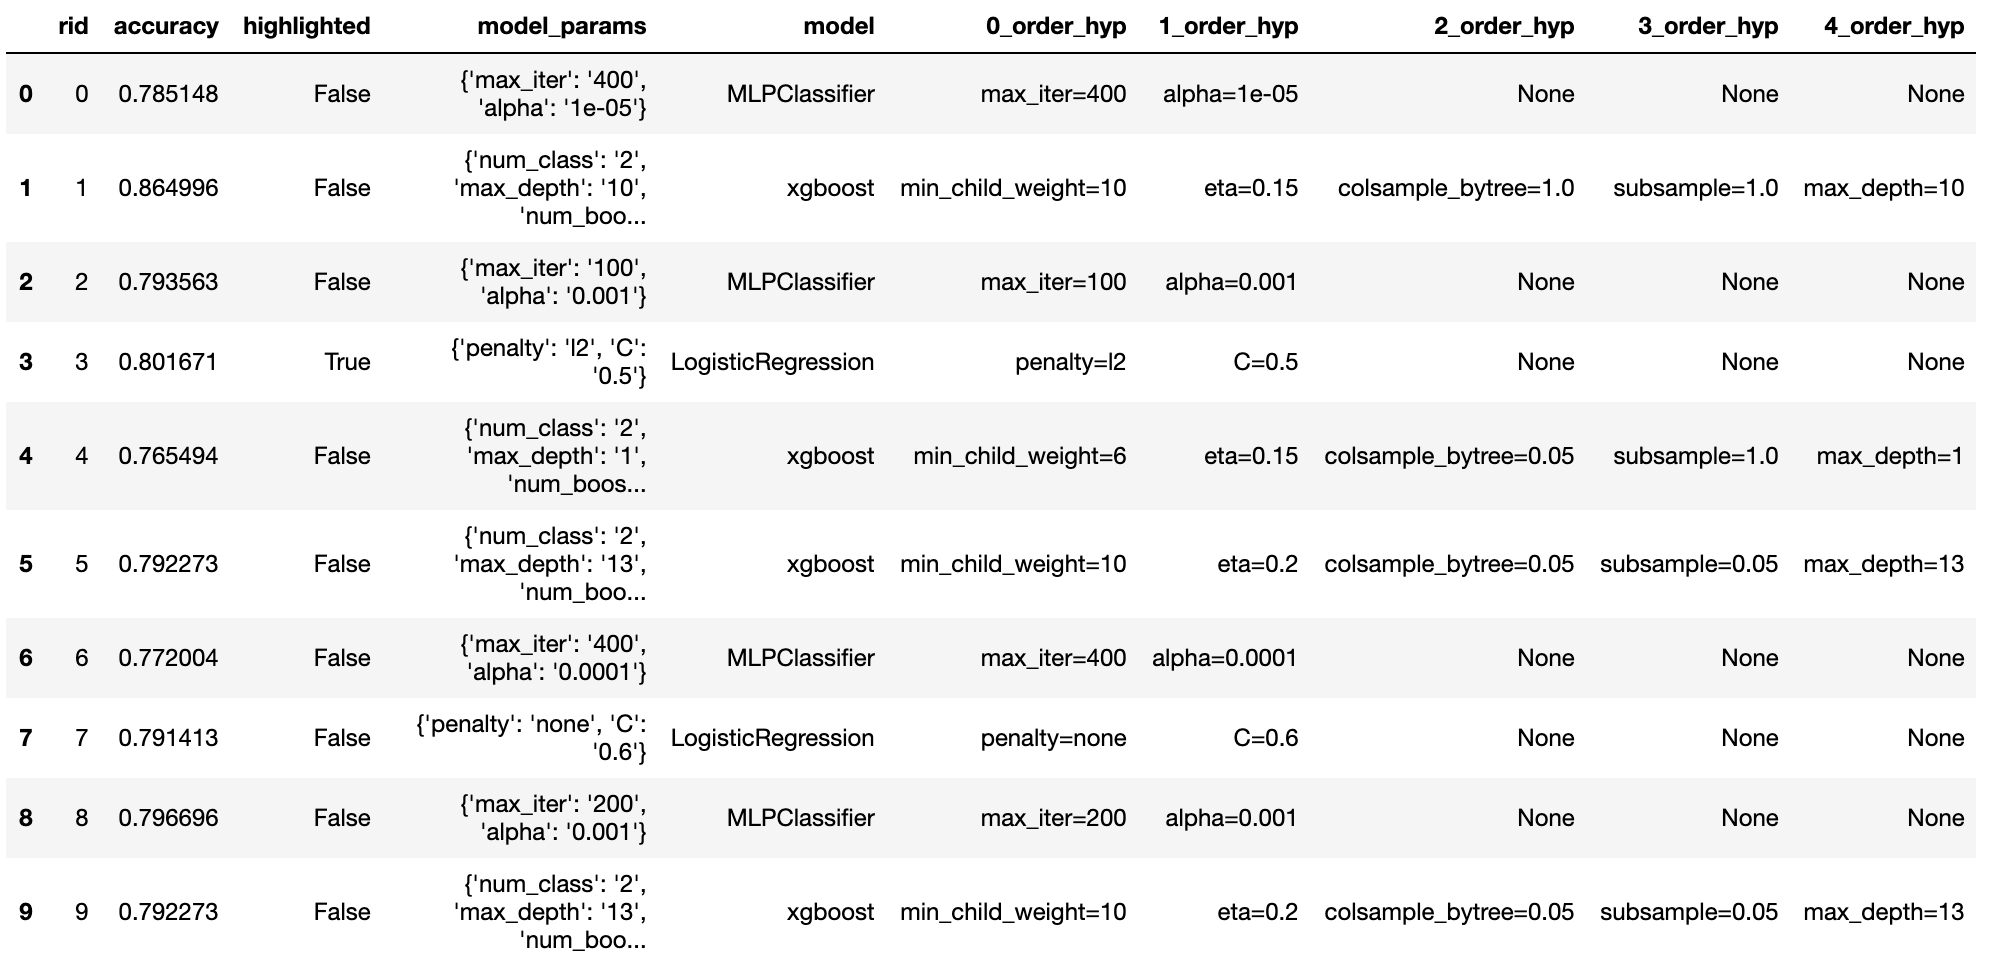 rid accuracy highlighted model_params model 0_order_hyp 1_order_hyp 2_order_hyp 3_order_hyp 4_order_hyp
{'max_iter': '400',
0 0 0.785148 False 'alpha': '1e-05'} MLPClassifier max_iter=400 alpha=1e-05 None None None
{'num_class': '2',
1 1 0.864996 False 'max_depth': '10', xgboost min_child_weight=10 eta=0.15 colsample_bytree=1.0 subsample=1.0 max_depth=10
'num_boo...
{'max_iter': '100',
2 2 0.793563 False 'alpha': '0.001'} MLPClassifier max_iter=100 alpha=0.001 None None None
{'penalty': 'l2', 'C':
3 3 0.801671 True '0.5'} LogisticRegression penalty=l2 C=0.5 None None None
{'num_class': '2',
4 4 0.765494 False 'max_depth': '1', xgboost min_child_weight=6 eta=0.15 colsample_bytree=0.05 subsample=1.0 max_depth=1
'num_boos...
{'num_class': '2',
5 5 0.792273 False 'max_depth': '13', xgboost min_child_weight=10 eta=0.2 colsample_bytree=0.05 subsample=0.05 max_depth=13
'num_boo...
{'max_iter': '400',
6 6 0.772004 False 'alpha': '0.0001'} MLPClassifier max_iter=400 alpha=0.0001 None None None
{'penalty': 'none', 'C':
7 7 0.791413 False '0.6'} LogisticRegression penalty=none C=0.6 None None None
{'max_iter': '200',
8 8 0.796696 False 'alpha': '0.001'} MLPClassifier max_iter=200 alpha=0.001 None None None
{'num_class': '2',
9 9 0.792273 False 'max_depth': '13', xgboost min_child_weight=10 eta=0.2 colsample_bytree=0.05 subsample=0.05 max_depth=13
'num_boo...